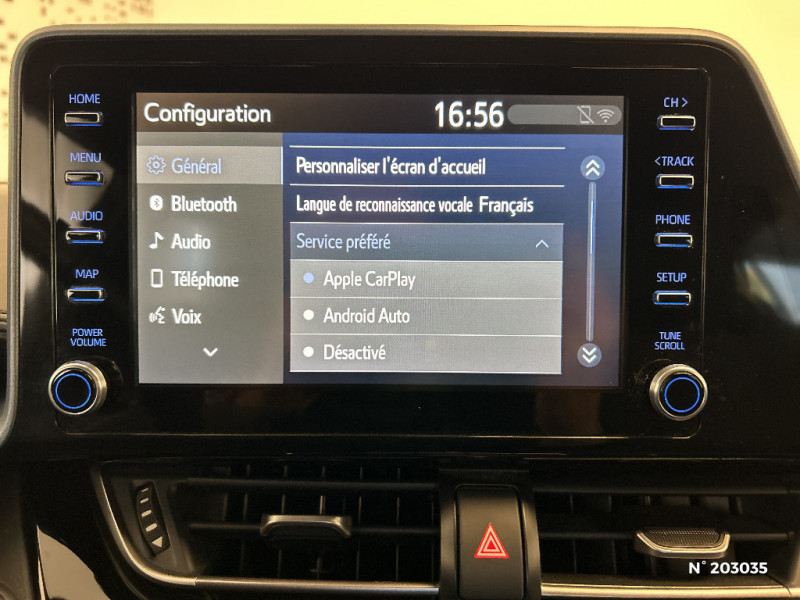 HOME
MENU
AUDIO
MAP
POWER
VOLUME
Configuration 16:56
Général
Bluetooth
Audio
Téléphone
Voix
Personnaliser l'écran d'accueil
Langue de reconnaissance vocale Français
Service préféré
Apple CarPlay
Android Auto
Désactivé
CH >
< TRACK
PHONE
SETUP
TUNE
SCROLL
N° 203035